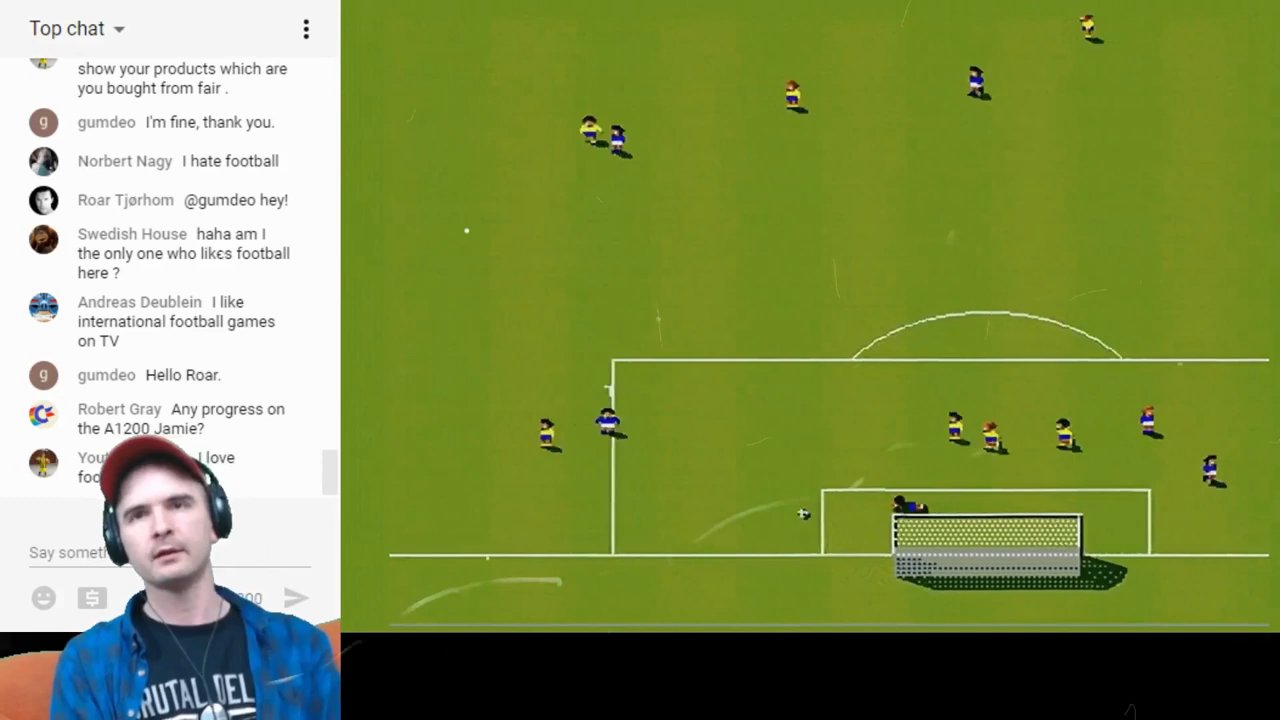 Top chat
show your products which are
you bought from fair .
gumdeo I'm fine, thank you.
Norbert Nagy I hate football
Roar Tjørhom @gumdeo hey!
Swedish House haha am I
the only one who likєs football
here ?
Andreas Deublein I like
international football games
on TV
gumdeo Hello Roar.
Robert Gray Any progress on
the A1200 Jamie?
I love
Say
BRUTAL